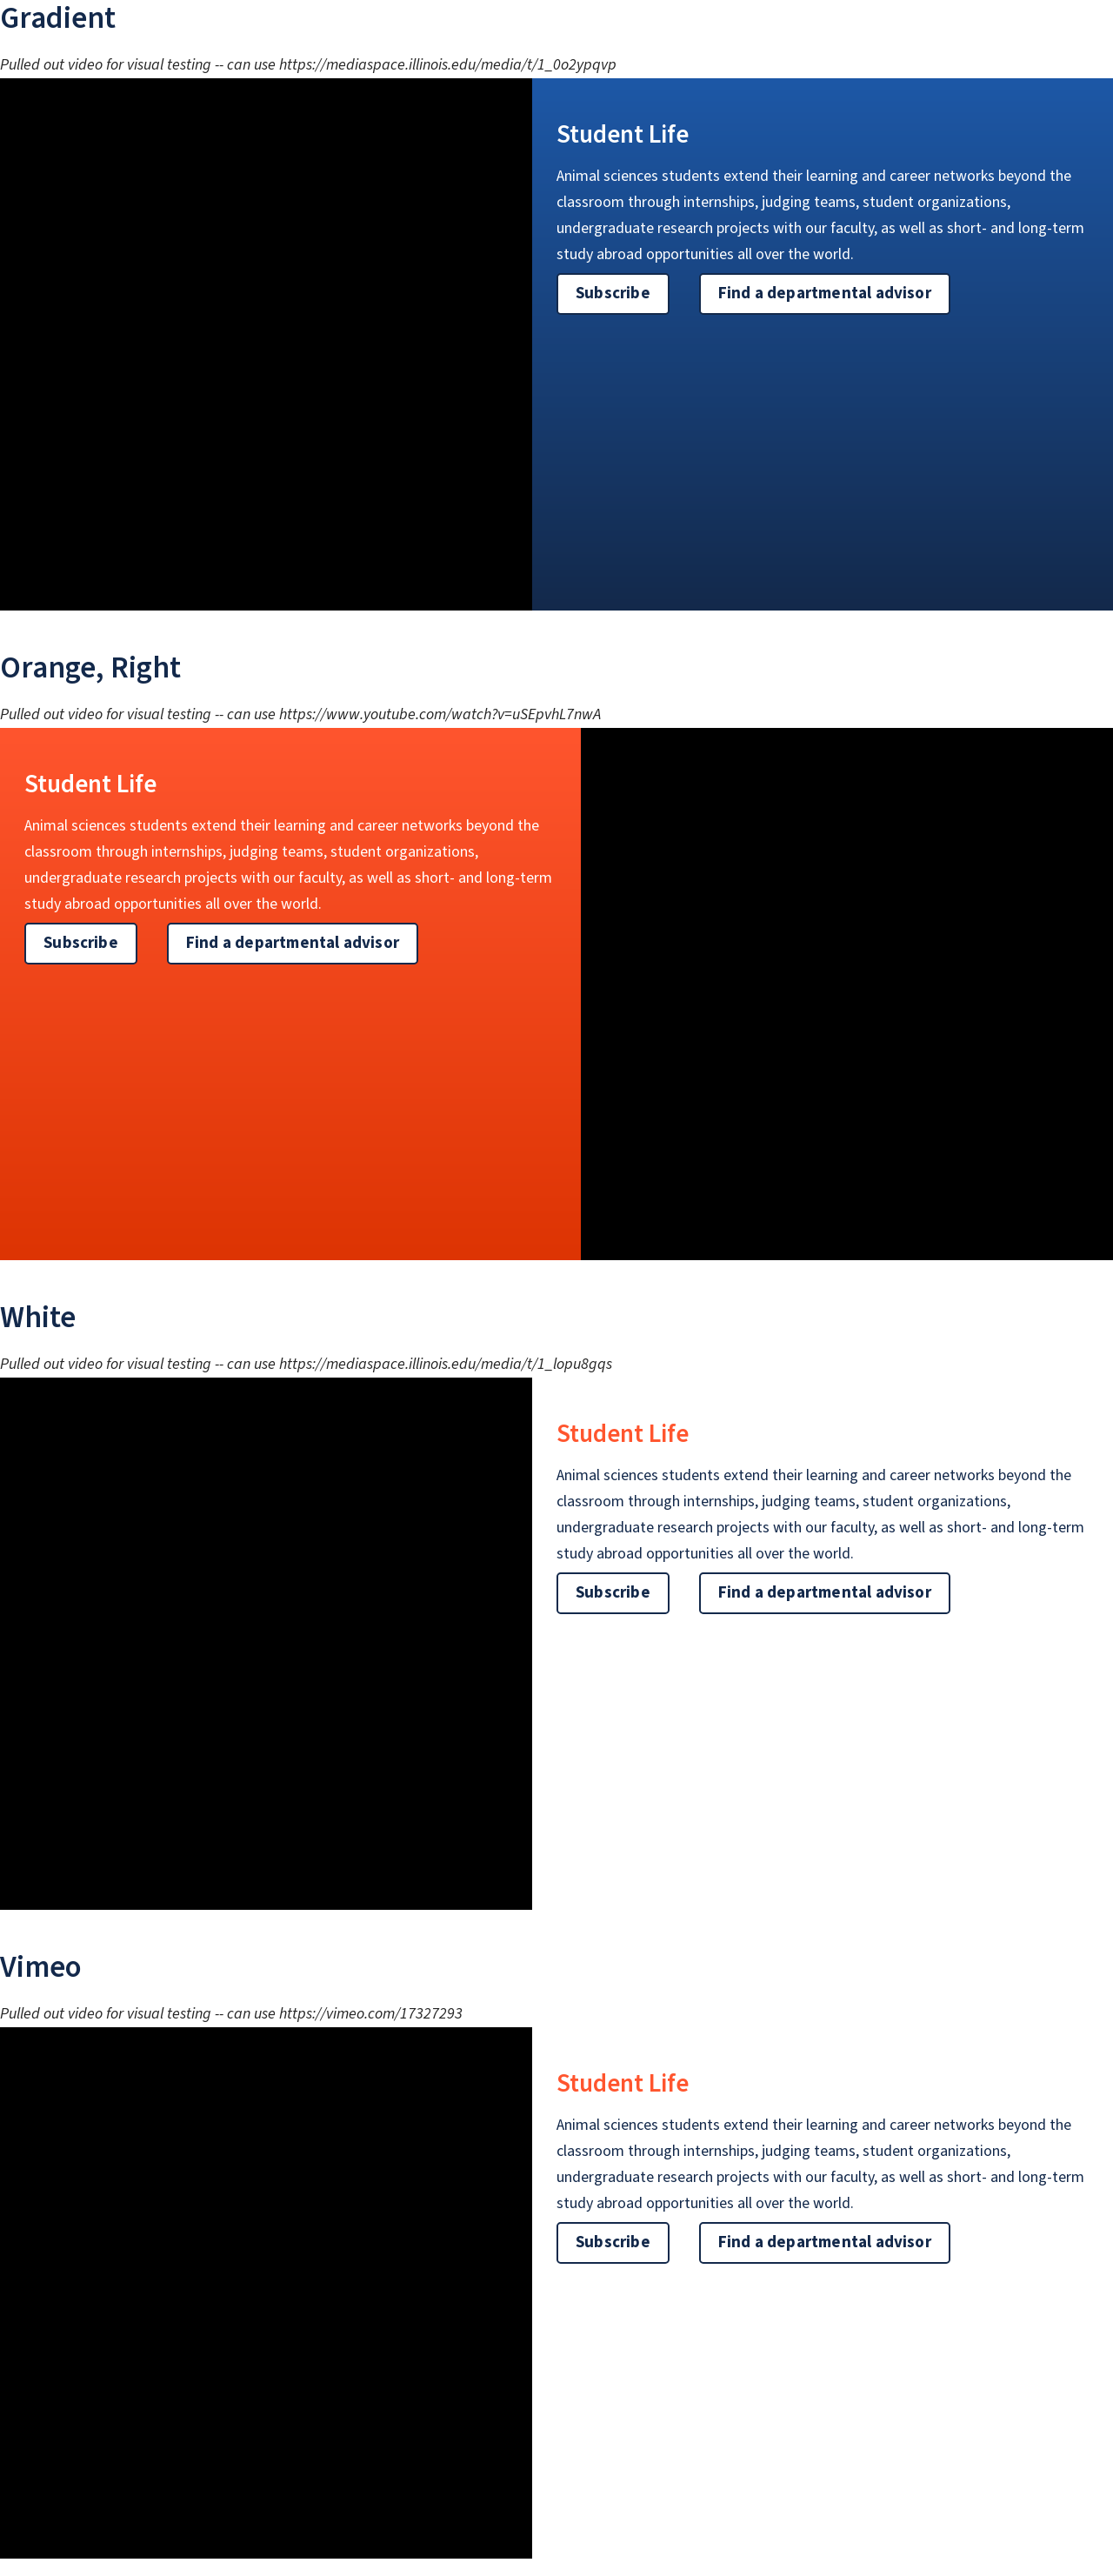 Gradient
Pulled out video for visual testing -- can use https://mediaspace.illinois.edu/media/t/1_0o2ypqvp
Student Life
Animal sciences students extend their learning and career networks beyond the
classroom through internships, judging teams, student organizations,
undergraduate research projects with our faculty, as well as short- and long-term
study abroad opportunities all over the world.
Subscribe
Find a departmental advisor
Orange, Right
Pulled out video for visual testing -- can use https://www.youtube.com/watch?v=uSEpvhL7nwA
Student Life
Animal sciences students extend their learning and career networks beyond the
classroom through internships, judging teams, student organizations,
undergraduate research projects with our faculty, as well as short- and long-term
study abroad opportunities all over the world.
Subscribe
Find a departmental advisor
White
Pulled out video for visual testing -- can use https://mediaspace.illinois.edu/media/t/1_lopu8gqs
Student Life
Animal sciences students extend their learning and career networks beyond the
classroom through internships, judging teams, student organizations,
undergraduate research projects with our faculty, as well as short- and long-term
study abroad opportunities all over the world.
Subscribe
Find a departmental advisor
Vimeo
Pulled out video for visual testing -- can use https://vimeo.com/17327293
Student Life
Animal sciences students extend their learning and career networks beyond the
classroom through internships, judging teams, student organizations,
undergraduate research projects with our faculty, as well as short- and long-term
study abroad opportunities all over the world.
Subscribe
Find a departmental advisor